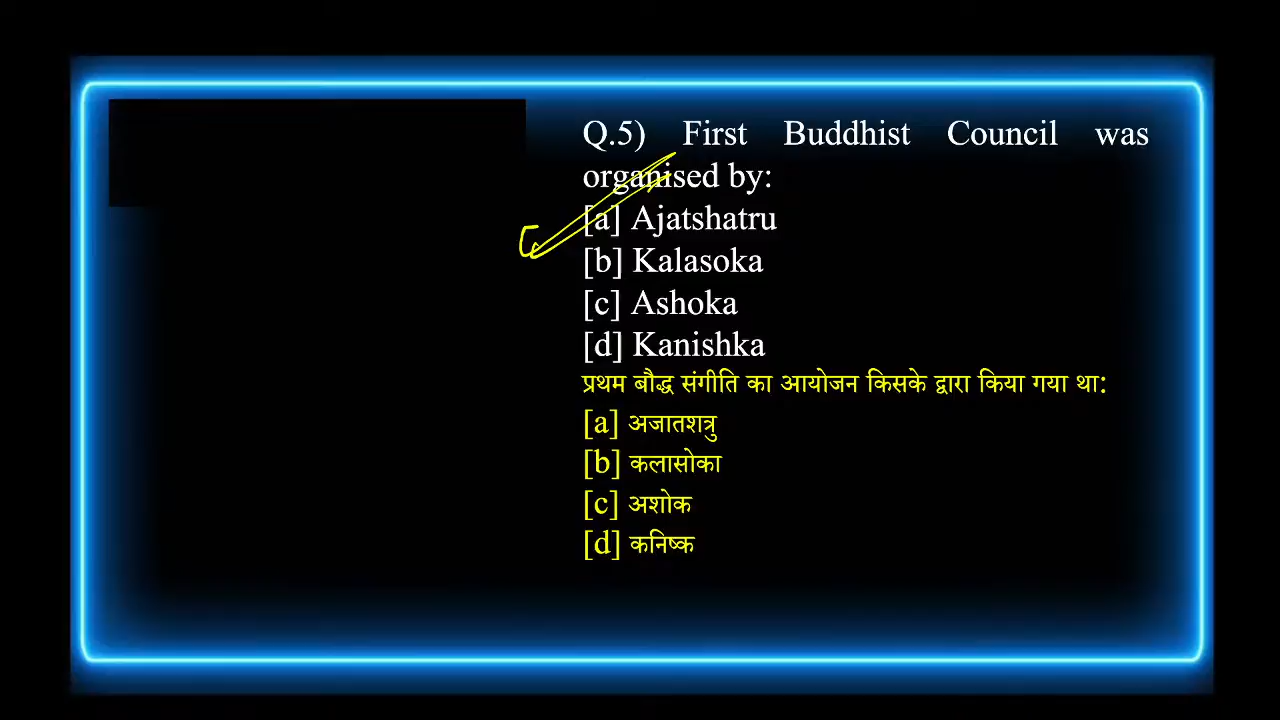 Q.5) First Buddhist Council was
organised by:
[a] Ajatshatru
[b] Kalasoka
[c] Ashoka
[d] Kanishka
प्रथम बौद्ध संगीति का आयोजन किसके द्वारा किया गया था:
[a] अजातशत्रु
[b] कलासोका
[c] अशोक
[d] कनिष्क